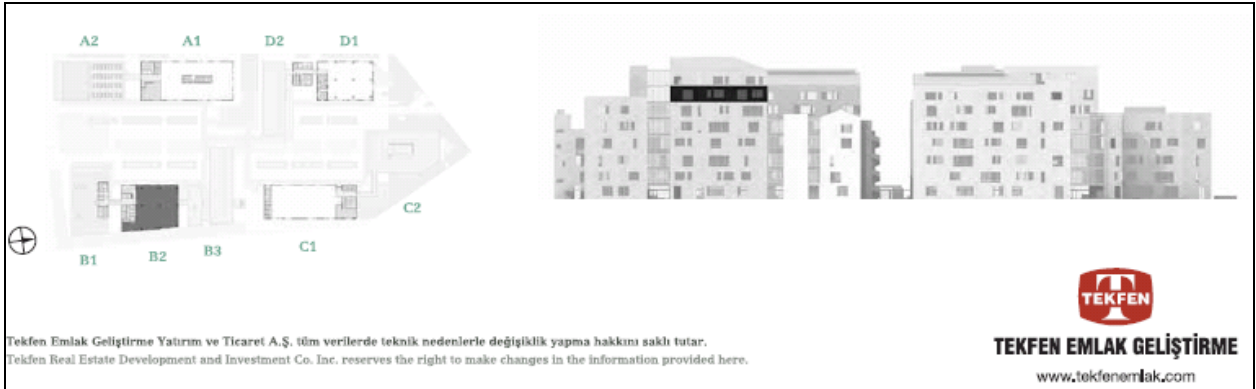 A2 A1 D2 D1
C2
B1 B2 B3 C1
Tekfen Emlak Geliştirme Yatırım ve Ticaret A.Ş. tüm verilerde teknik nedenlerle değişiklik yapma hakkını saklı tutar.
Tekfen Real Estate Development and Investment Co. Inc. reserves the right to make changes in the information provided here.
TEKFEN
TEKFEN EMLAK GELİŞTİRME
www.tekfenemlak.com